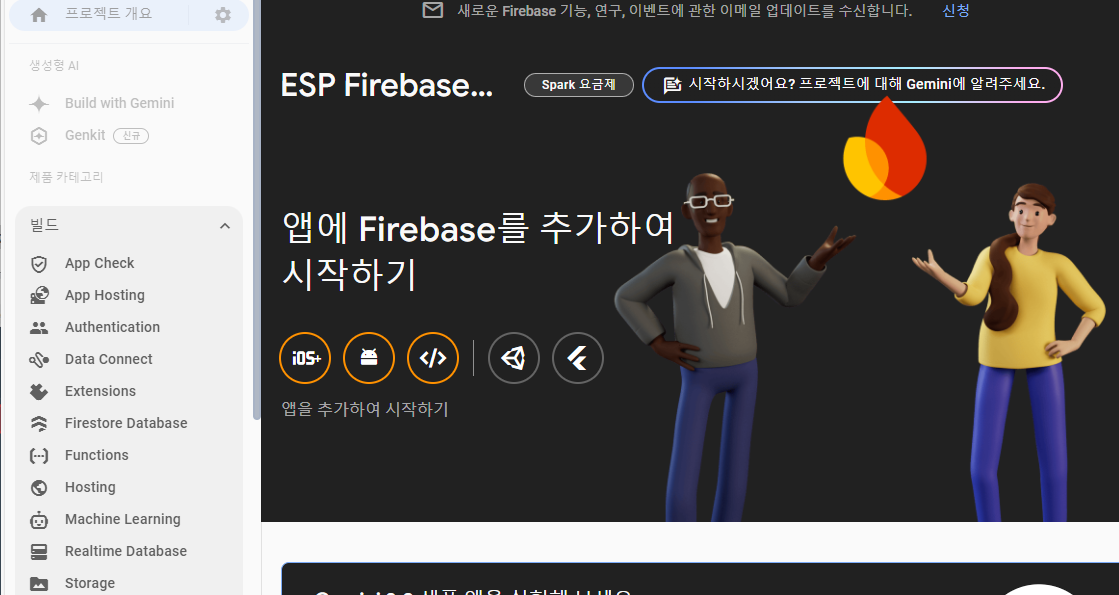 프로젝트 개요
생성형 AI
Build with Gemini
Genkit 신규
제품 카테고리
빌드
App Check
App Hosting
Authentication
Data Connect
Extensions
Firestore Database
Functions
Hosting
Machine Learning
Realtime Database
Storage
새로운 Firebase 기능, 연구, 이벤트에 관한 이메일 업데이트를 수신합니다. 신청
ESP Firebase... Spark 요금제 시작하시겠어요? 프로젝트에 대해 Gemini에 알려주세요.
앱에 Firebase를 추가하여
시작하기
iOS+ </>
앱을 추가하여 시작하기